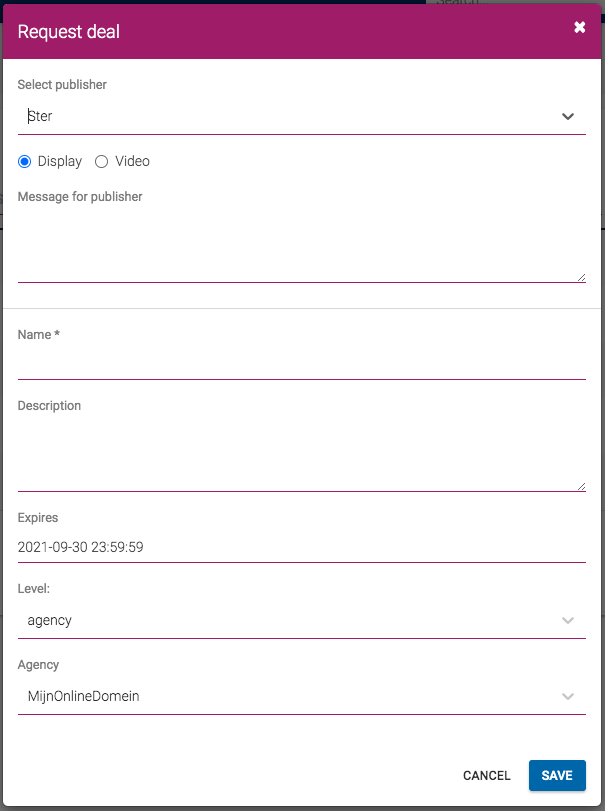 Search
Request deal
Select publisher
Ster
Display Video
Message for publisher
Name *
Description
Expires
2021-09-30 23:59:59
Level:
agency
Agency
MijnOnlineDomein
CANCEL SAVE